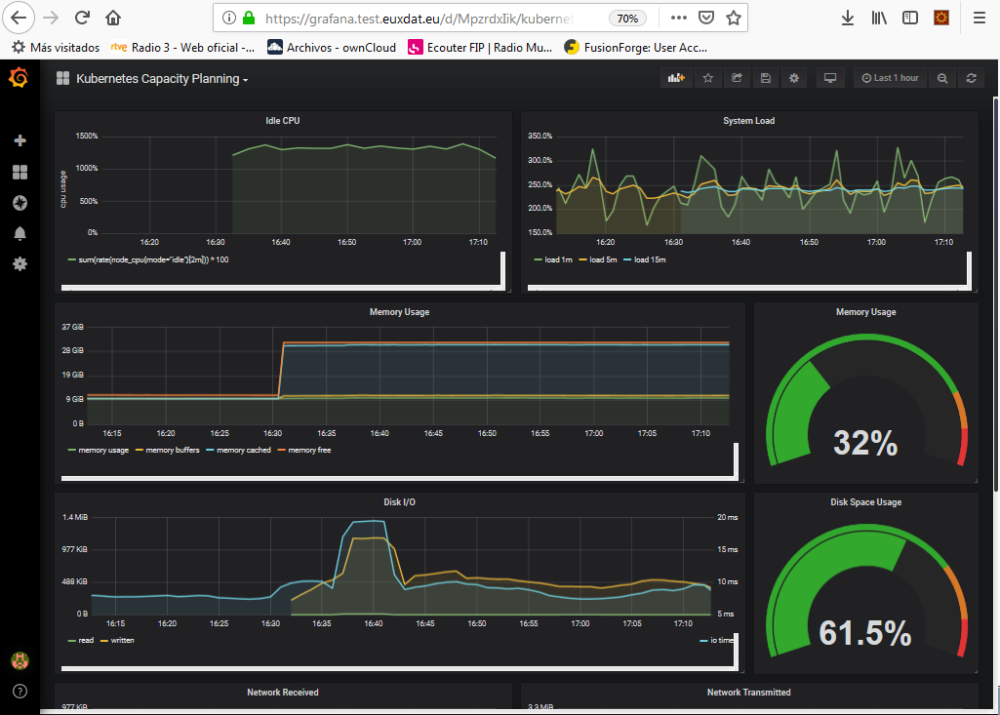 https://grafana.test.euxdat.eu/d/MpzrdxIik/kubernet
70%
Más visitados
rtve Radio 3 - Web oficial -...
Archivos - ownCloud
Ecouter FIP | Radio Mu...
FusionForge: User Acc...
Kubernetes Capacity Planning
Last 1 hour
Idle CPU
1500%
1000%
500%
0%
cpu usage
16:20 16:30 16:40 16:50 17:00 17:10
sum(rate(node_cpu{mode="idle"}[2m])) * 100
System Load
350.0%
300.0%
250.0%
200.0%
150.0%
16:20 16:30 16:40 16:50 17:00 17:10
load 1m load 5m load 15m
Memory Usage
37 GiB
28 GiB
19 GiB
9 GiB
0 B
16:15 16:20 16:25 16:30 16:35 16:40 16:45 16:50 16:55 17:00 17:05 17:10
memory usage memory buffers memory cached memory free
Memory Usage
32%
Disk I/O
1.4 MiB
977 KiB
489 KiB
0 B
20 ms
15 ms
10 ms
5 ms
16:15 16:20 16:25 16:30 16:35 16:40 16:45 16:50 16:55 17:00 17:05 17:10
read written io time
Disk Space Usage
61.5%
Network Received
977 KiB
Network Transmitted
3.3 MiB